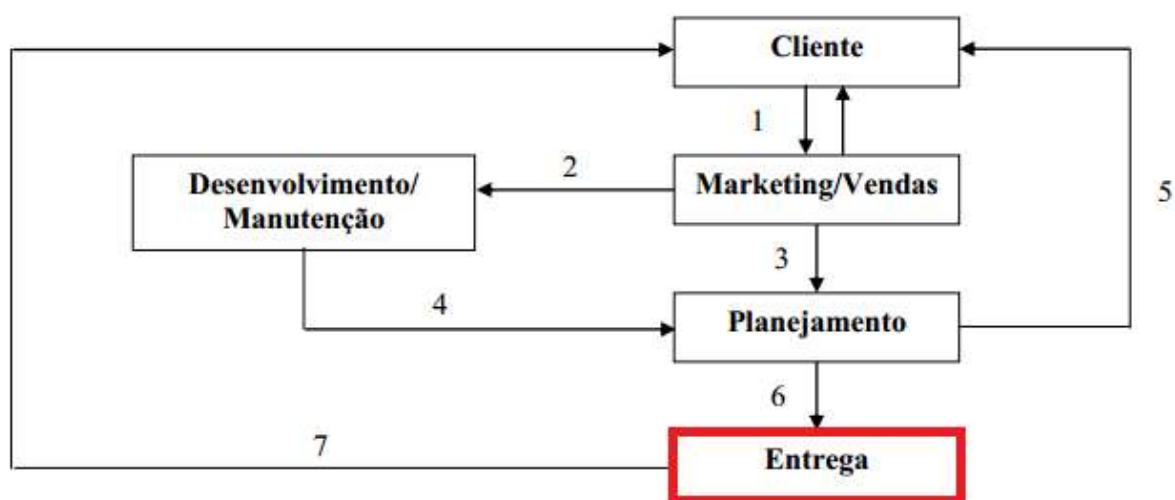 Cliente
1
Desenvolvimento/
Manutenção
2
Marketing/Vendas
5
3
4
Planejamento
6
7
Entrega